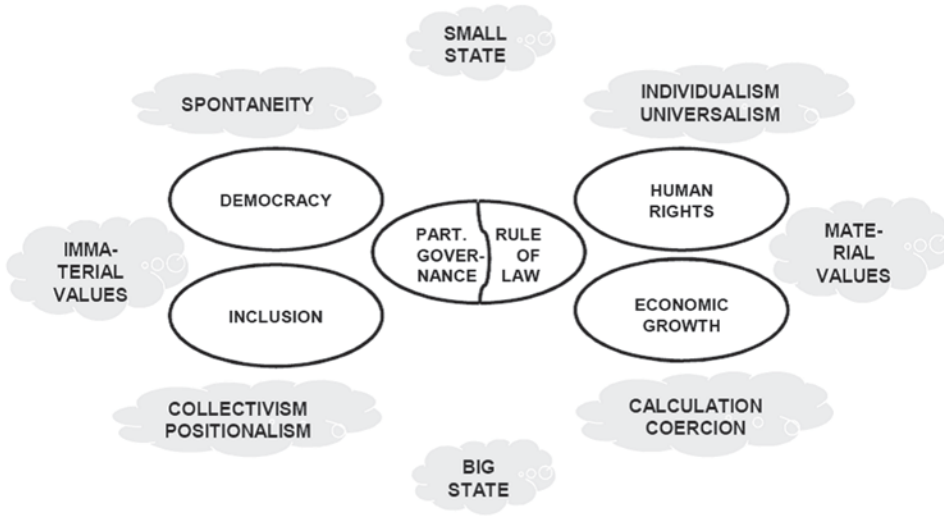 SMALL
STATE
SPONTANEITY
INDIVIDUALISM
UNIVERSALISM
DEMOCRACY
HUMAN
RIGHTS
IMMA-
TERIAL
VALUES
PART.
GOVER-
NANCE
RULE
OF
LAW
MATE-
RIAL
VALUES
INCLUSION
ECONOMIC
GROWTH
COLLECTIVISM
POSITIONALISM
CALCULATION
COERCION
BIG
STATE